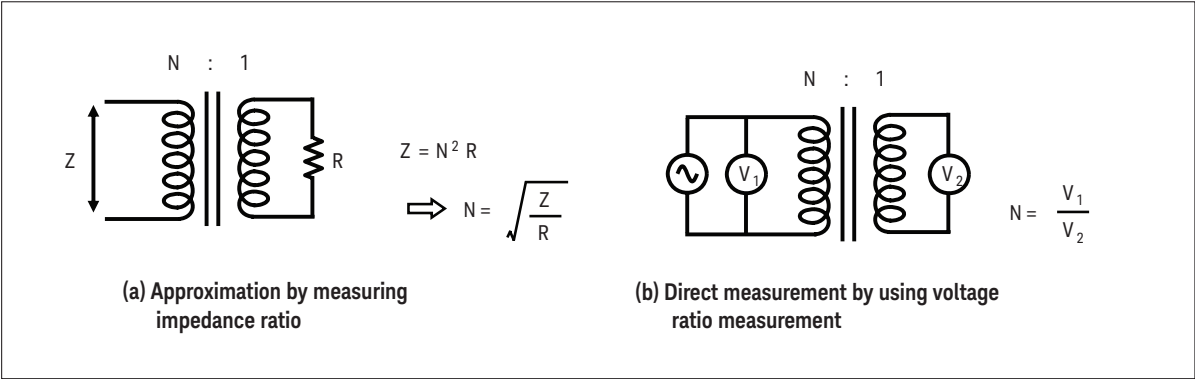 N : 1
Z
R
Z = N² R
⇨ N = √(Z / R)
(a) Approximation by measuring
impedance ratio
N : 1
V₁
V₂
N = V₁ / V₂
(b) Direct measurement by using voltage
ratio measurement